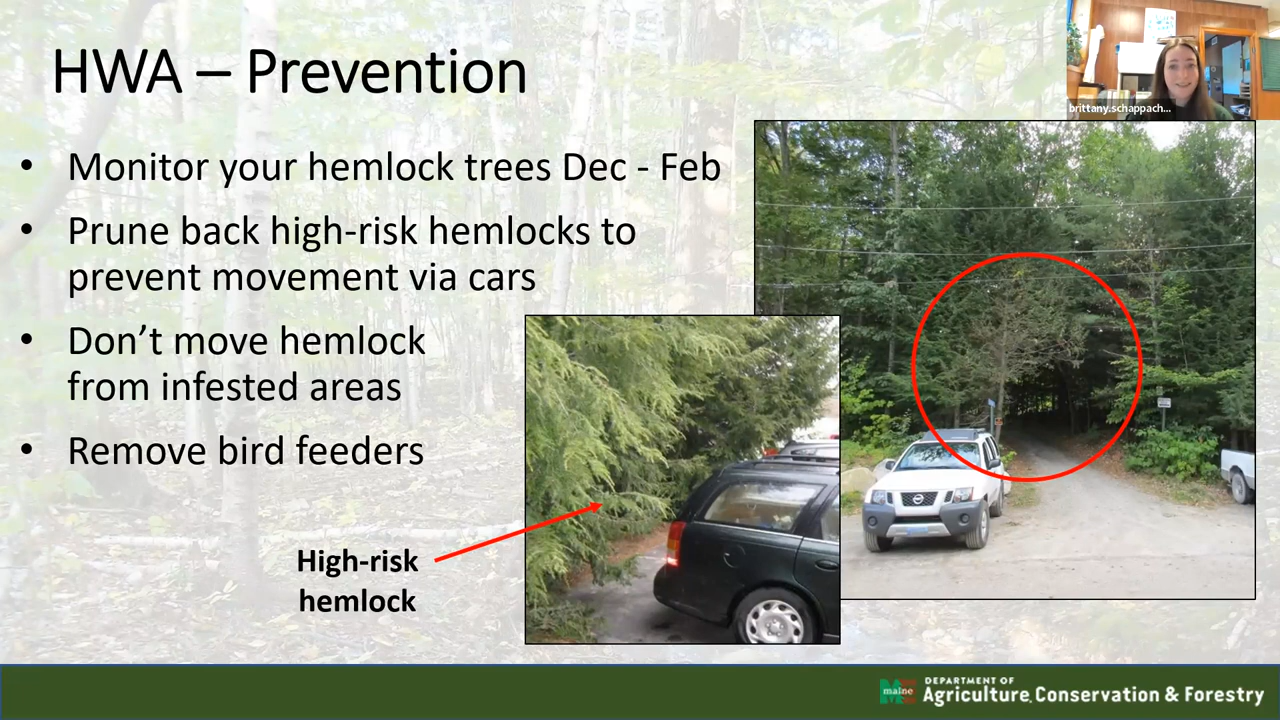 HWA – Prevention
brittany.schappach...
• Monitor your hemlock trees Dec - Feb
• Prune back high-risk hemlocks to
prevent movement via cars
• Don’t move hemlock
from infested areas
• Remove bird feeders
High-risk
hemlock
maine
DEPARTMENT OF
Agriculture, Conservation & Forestry